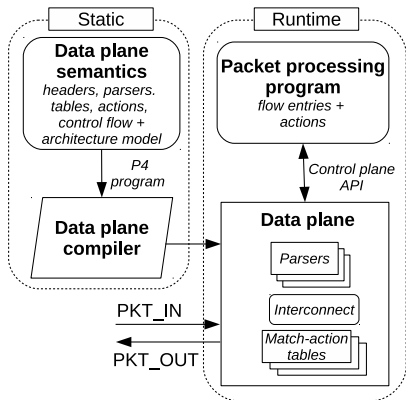 Static
Data plane
semantics
headers, parsers.
tables, actions,
control flow +
architecture model
P4
program
Data plane
compiler
Runtime
Packet processing
program
flow entries +
actions
Control plane
API
Data plane
Parsers
Interconnect
Match-action
tables
PKT_IN
PKT_OUT